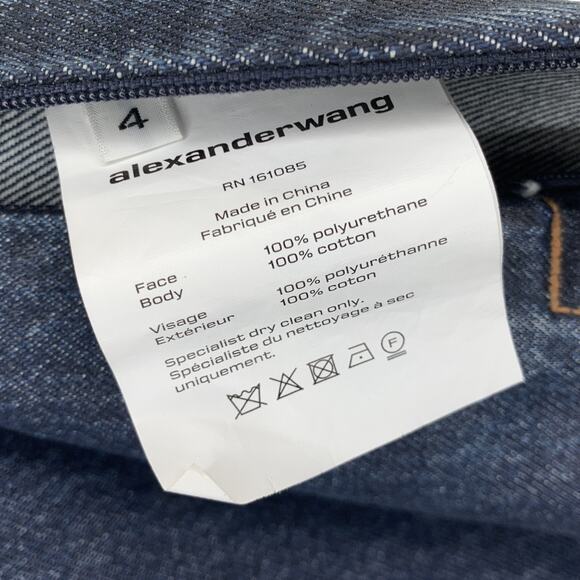 4
alexanderwang
RN 161085
Made in China
Fabriqué en Chine
Face 100% polyurethane
Body 100% cotton
Visage 100% polyuréthanne
Extérieur 100% cotton
Specialist dry clean only.
Spécialiste du nettoyage à sec
uniquement.